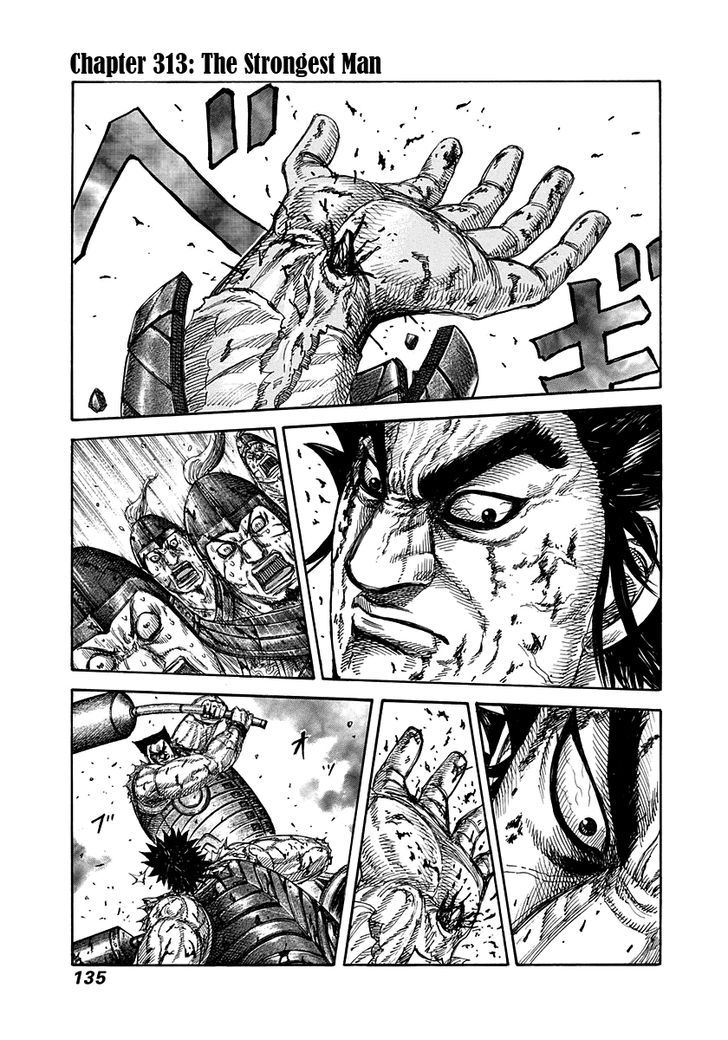 Chapter 313: The Strongest Man
ギ
ベ
オ
ブ
135